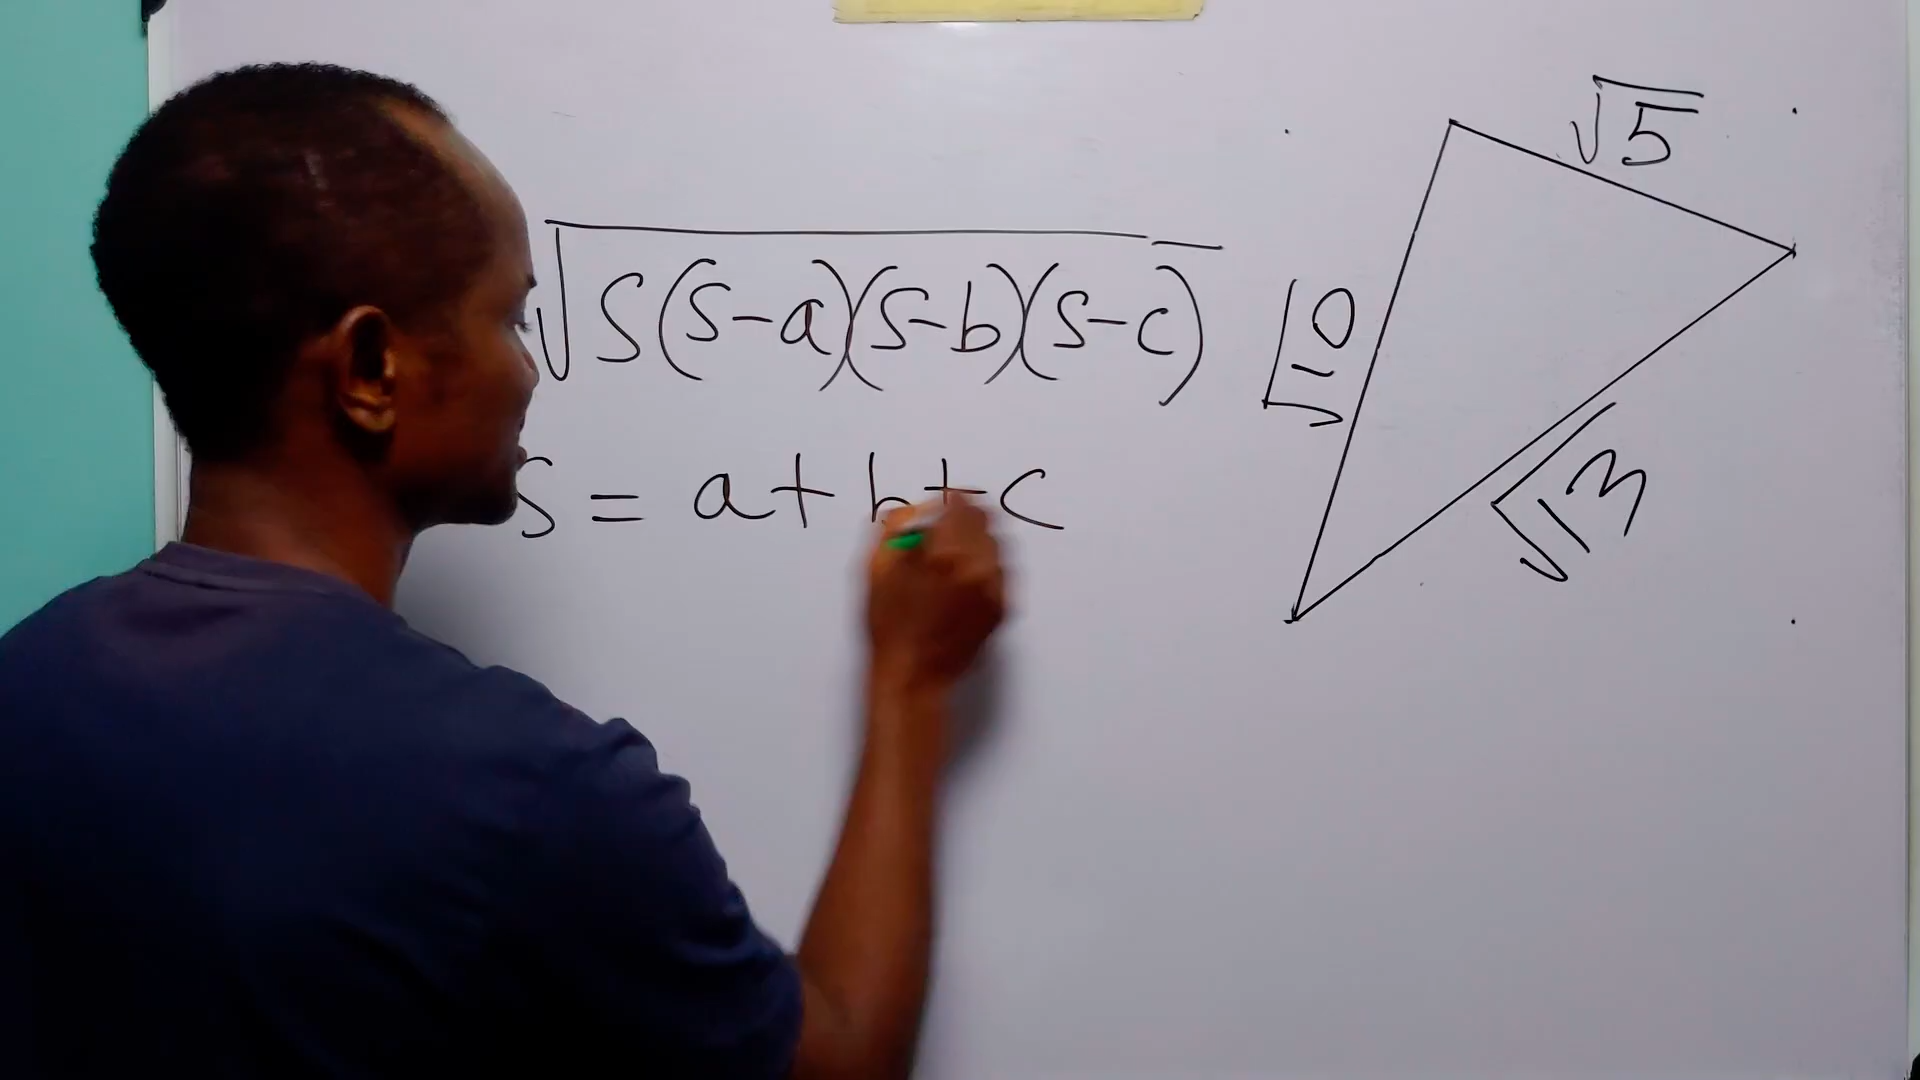 √S(S-a)(S-b)(S-c)
S = a+b+c
√5
√10
√13